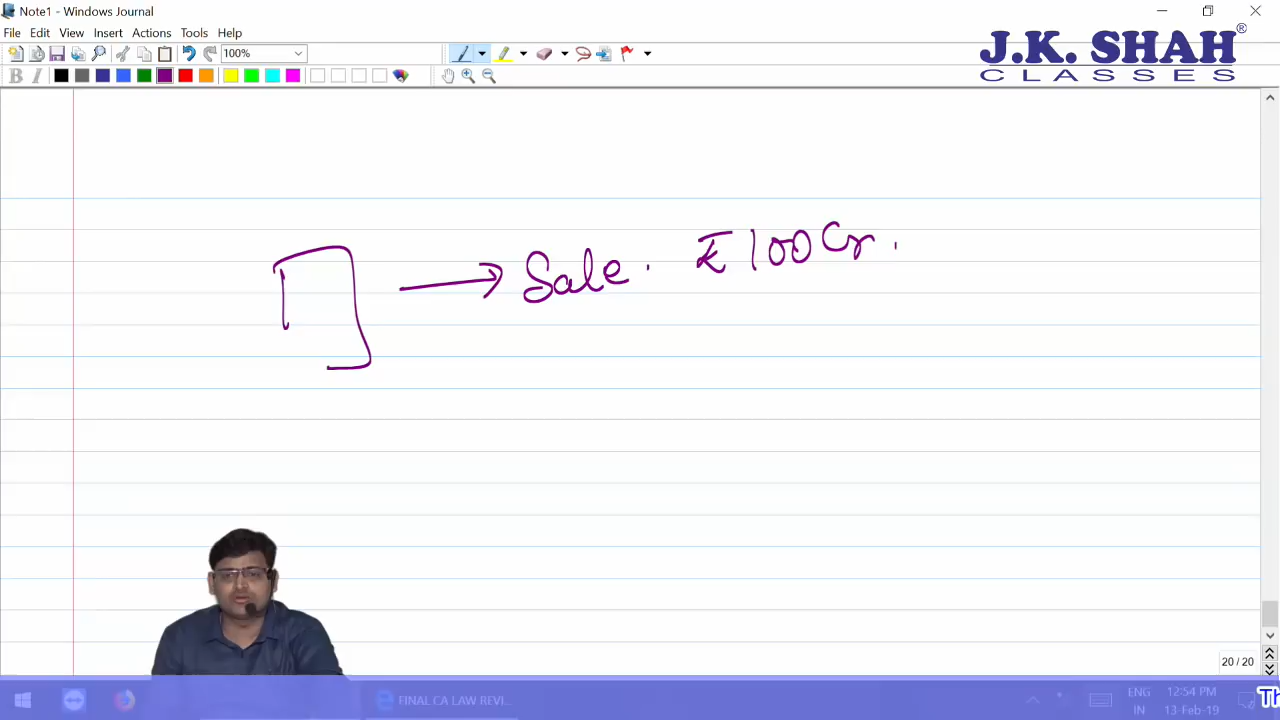 Note1 - Windows Journal
File Edit View Insert Actions Tools Help
100%
J.K. SHAH®
CLASSES
B I
Sale. ₹100Cr.
20 / 20
FINAL CA LAW REVI...
ENG
IN
12:54 PM
13-Feb-19
Th